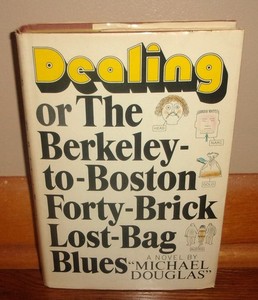 Dealing
or The
Berkeley-
to-Boston
Forty-Brick
Lost-Bag
Blues
A NOVEL BY
"MICHAEL
DOUGLAS"